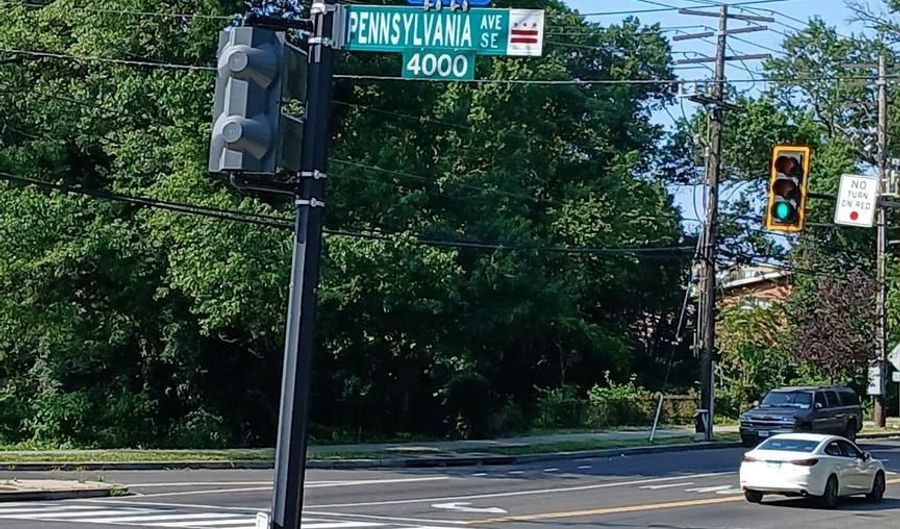 PENNSYLVANIA AVE SE
4000
NO
TURN
ON RED